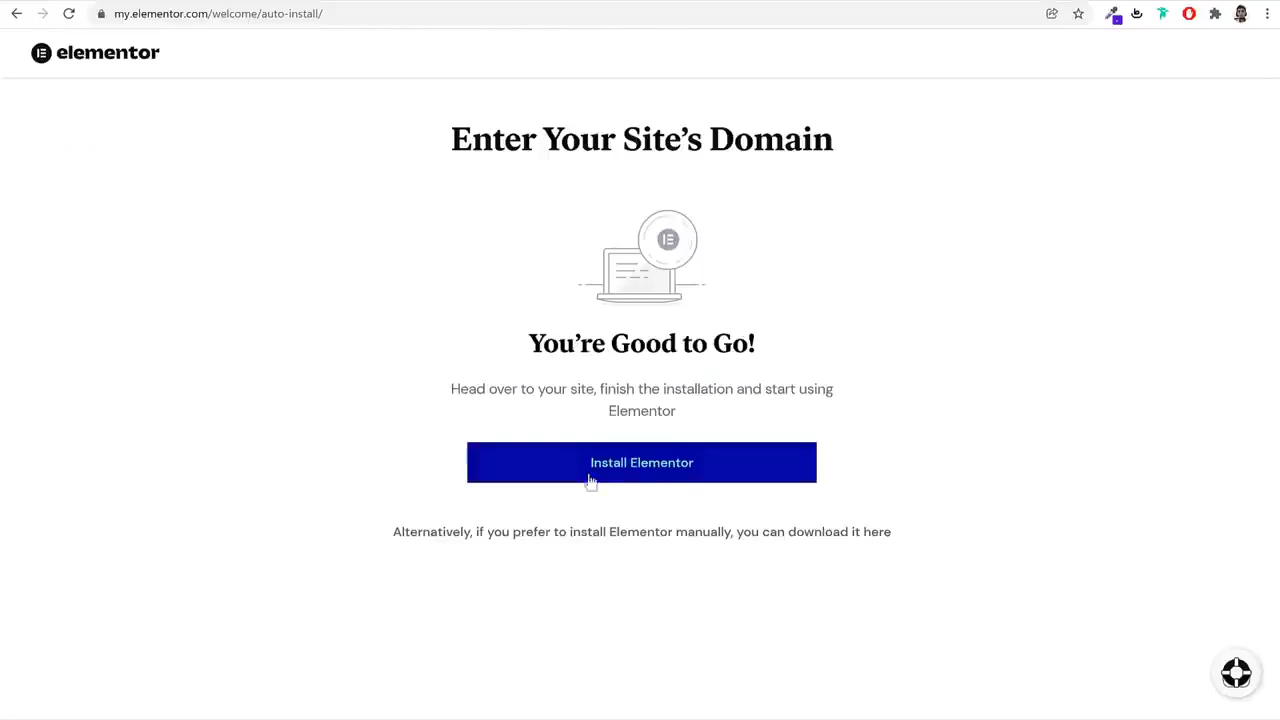 my.elementor.com/welcome/auto-install/
elementor
Enter Your Site's Domain
You're Good to Go!
Head over to your site, finish the installation and start using
Elementor
Install Elementor
Alternatively, if you prefer to install Elementor manually, you can download it here